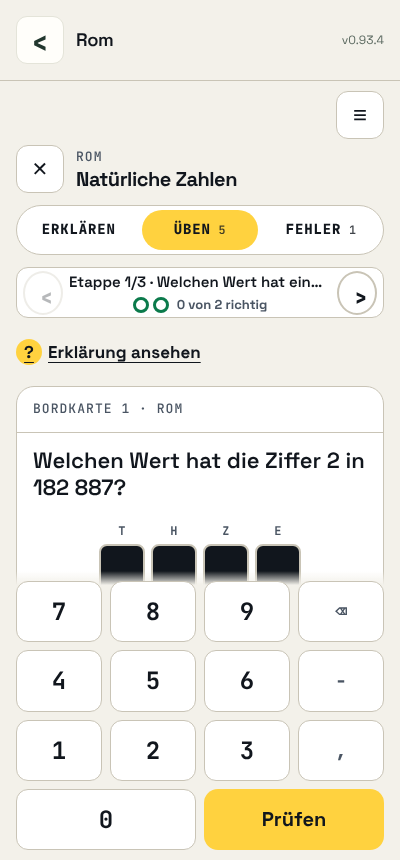 < Rom v0.93.4
≡
✕ ROM
Natürliche Zahlen
ERKLÄREN ÜBEN 5 FEHLER 1
< Etappe 1/3 · Welchen Wert hat ein... >
0 von 2 richtig
? Erklärung ansehen
BORDKARTE 1 · ROM
Welchen Wert hat die Ziffer 2 in
182 887?
T H Z E
7 8 9 ⌫
4 5 6 -
1 2 3 ,
0 Prüfen